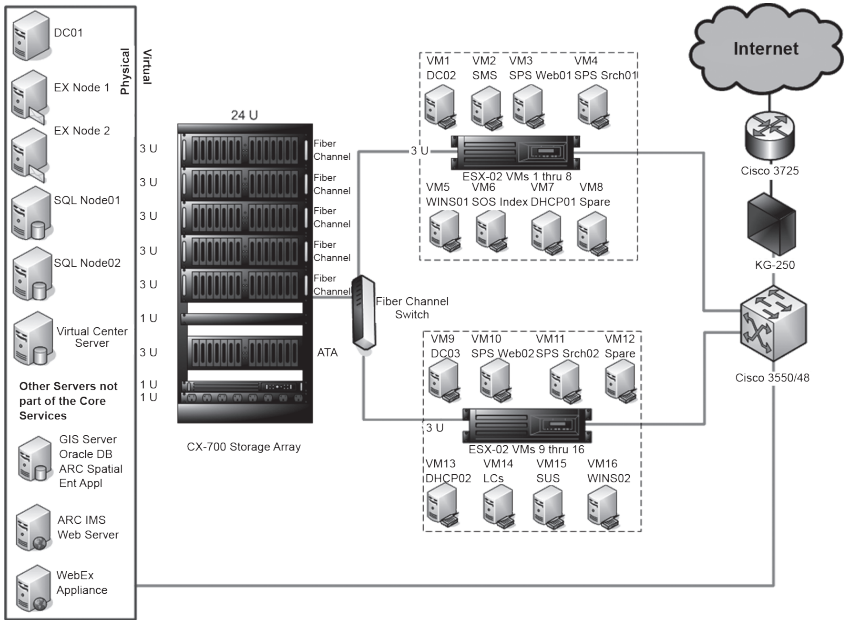 DC01
EX Node 1
EX Node 2
SQL Node01
SQL Node02
Virtual Center
Server
Other Servers not
part of the Core
Services
GIS Server
Oracle DB
ARC Spatial
Ent Appl
ARC IMS
Web Server
WebEx
Appliance
Physical
Virtual
24 U
3 U
3 U
3 U
3 U
3 U
1 U
3 U
1 U
1 U
Fiber
Channel
Fiber
Channel
Fiber
Channel
Fiber
Channel
Fiber
Channel
ATA
CX-700 Storage Array
Fiber Channel
Switch
VM1 VM2 VM3 VM4
DC02 SMS SPS Web01 SPS Srch01
3 U
ESX-02 VMs 1 thru 8
VM5 VM6 VM7 VM8
WINS01 SOS Index DHCP01 Spare
VM9 VM10 VM11 VM12
DC03 SPS Web02 SPS Srch02 Spare
3 U
ESX-02 VMs 9 thru 16
VM13 VM14 VM15 VM16
DHCP02 LCs SUS WINS02
Internet
Cisco 3725
KG-250
Cisco 3550/48